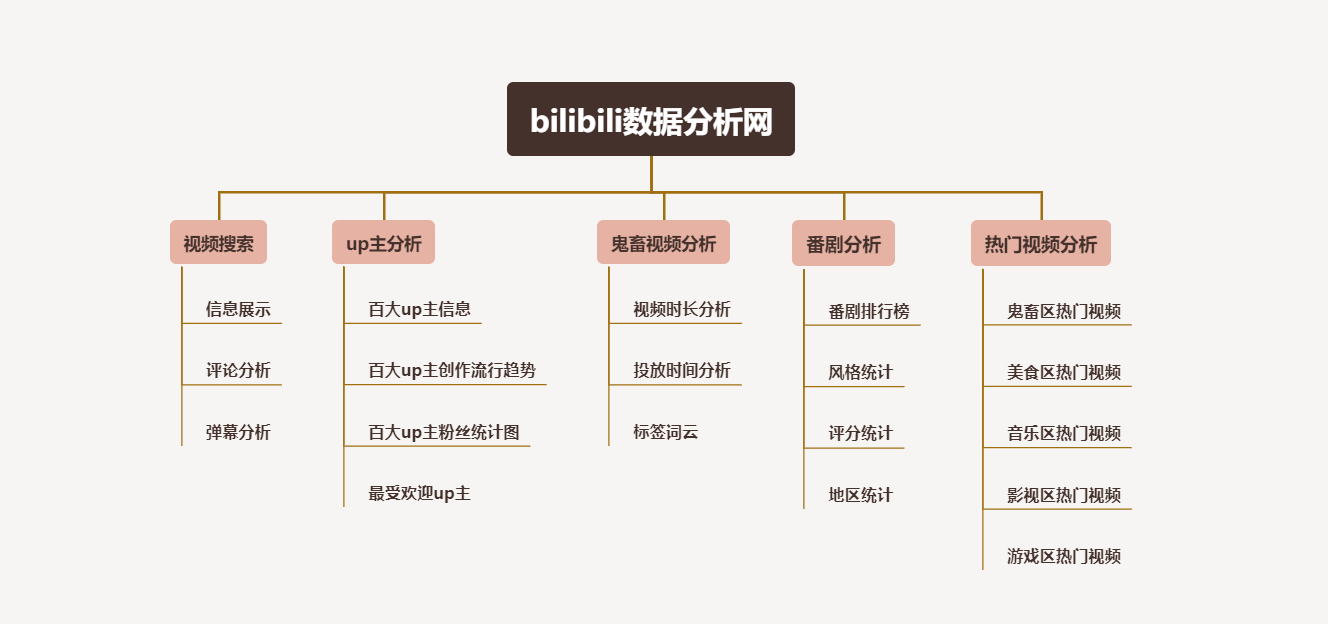 bilibili数据分析网
视频搜索
信息展示
评论分析
弹幕分析
up主分析
百大up主信息
百大up主创作流行趋势
百大up主粉丝统计图
最受欢迎up主
鬼畜视频分析
视频时长分析
投放时间分析
标签词云
番剧分析
番剧排行榜
风格统计
评分统计
地区统计
热门视频分析
鬼畜区热门视频
美食区热门视频
音乐区热门视频
影视区热门视频
游戏区热门视频